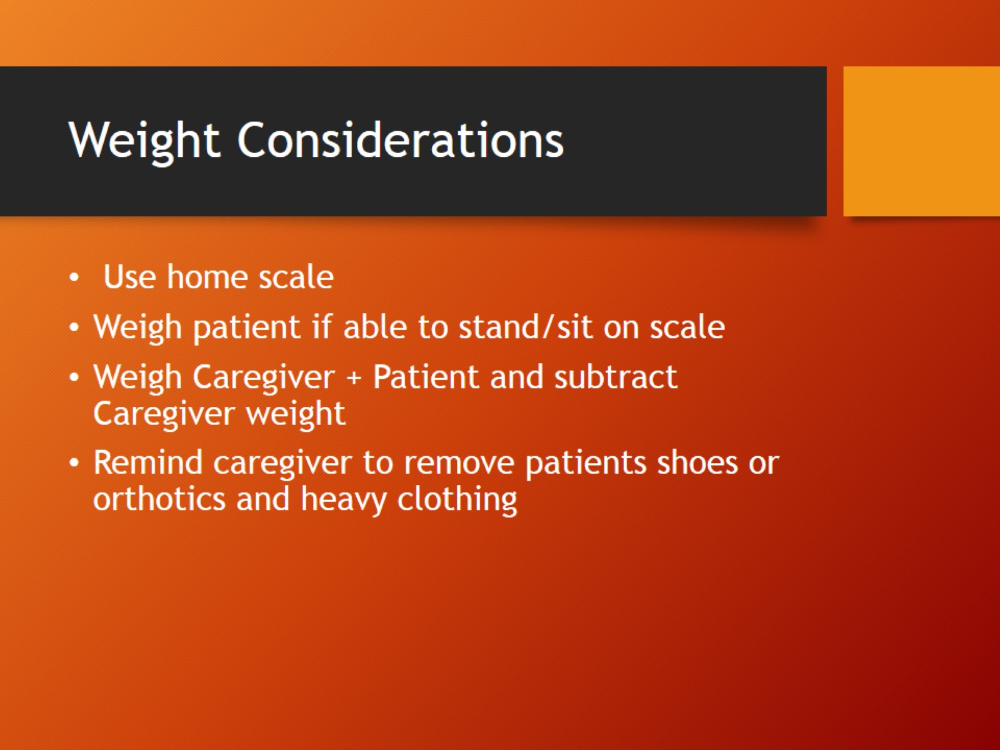 Weight Considerations
• Use home scale
• Weigh patient if able to stand/sit on scale
• Weigh Caregiver + Patient and subtract
Caregiver weight
• Remind caregiver to remove patients shoes or
orthotics and heavy clothing